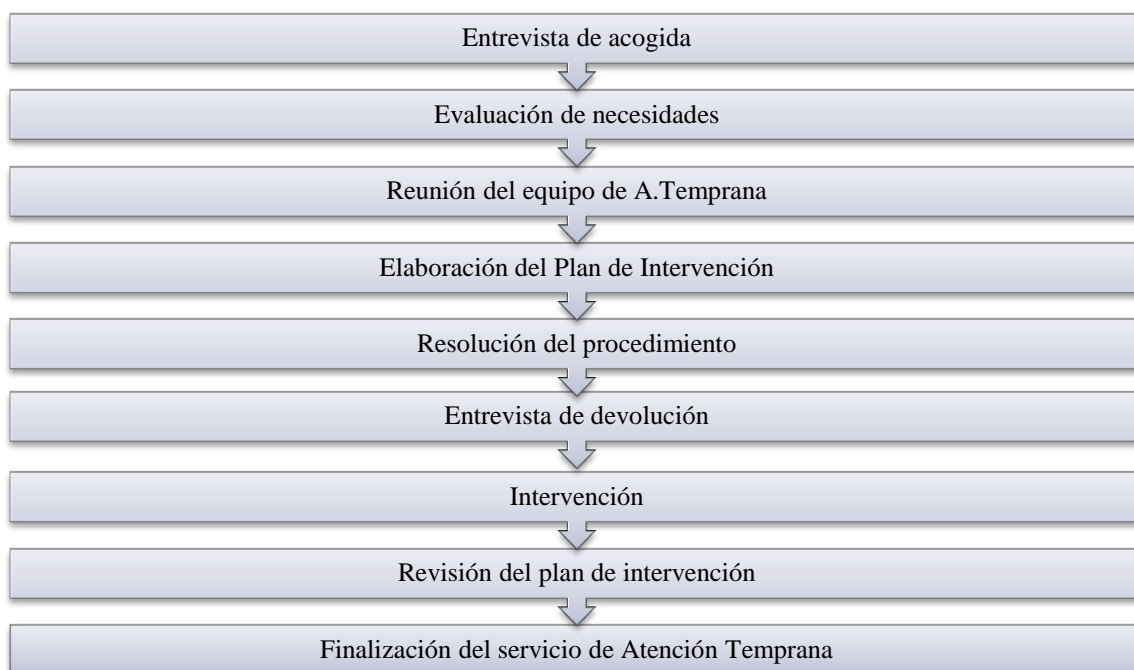 Entrevista de acogida
Evaluación de necesidades
Reunión del equipo de A.Temprana
Elaboración del Plan de Intervención
Resolución del procedimiento
Entrevista de devolución
Intervención
Revisión del plan de intervención
Finalización del servicio de Atención Temprana